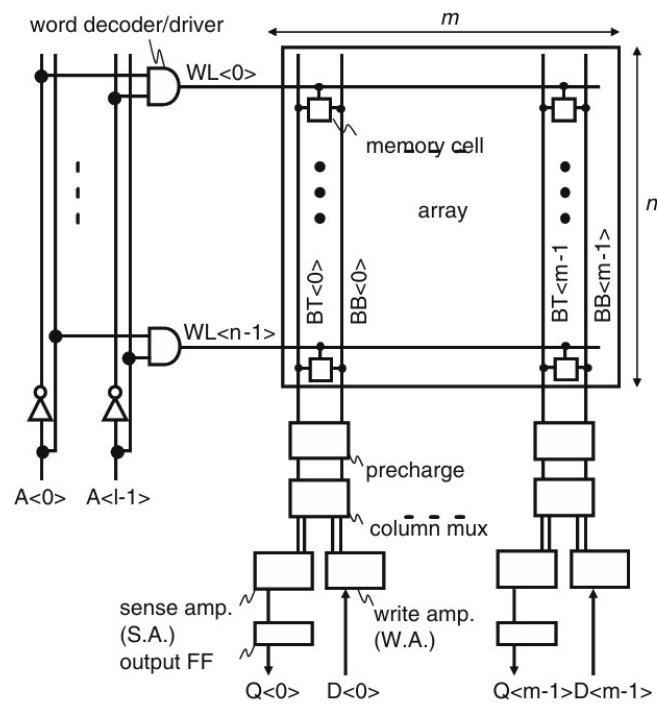 word decoder/driver
m
WL<0>
memory cell
array
n
BT<0>
BB<0>
BT<m-1
BB<m-1>
WL<n-1>
precharge
A<0>
A<l-1>
column mux
sense amp.
(S.A.)
output FF
write amp.
(W.A.)
Q<0>
D<0>
Q<m-1>
D<m-1>